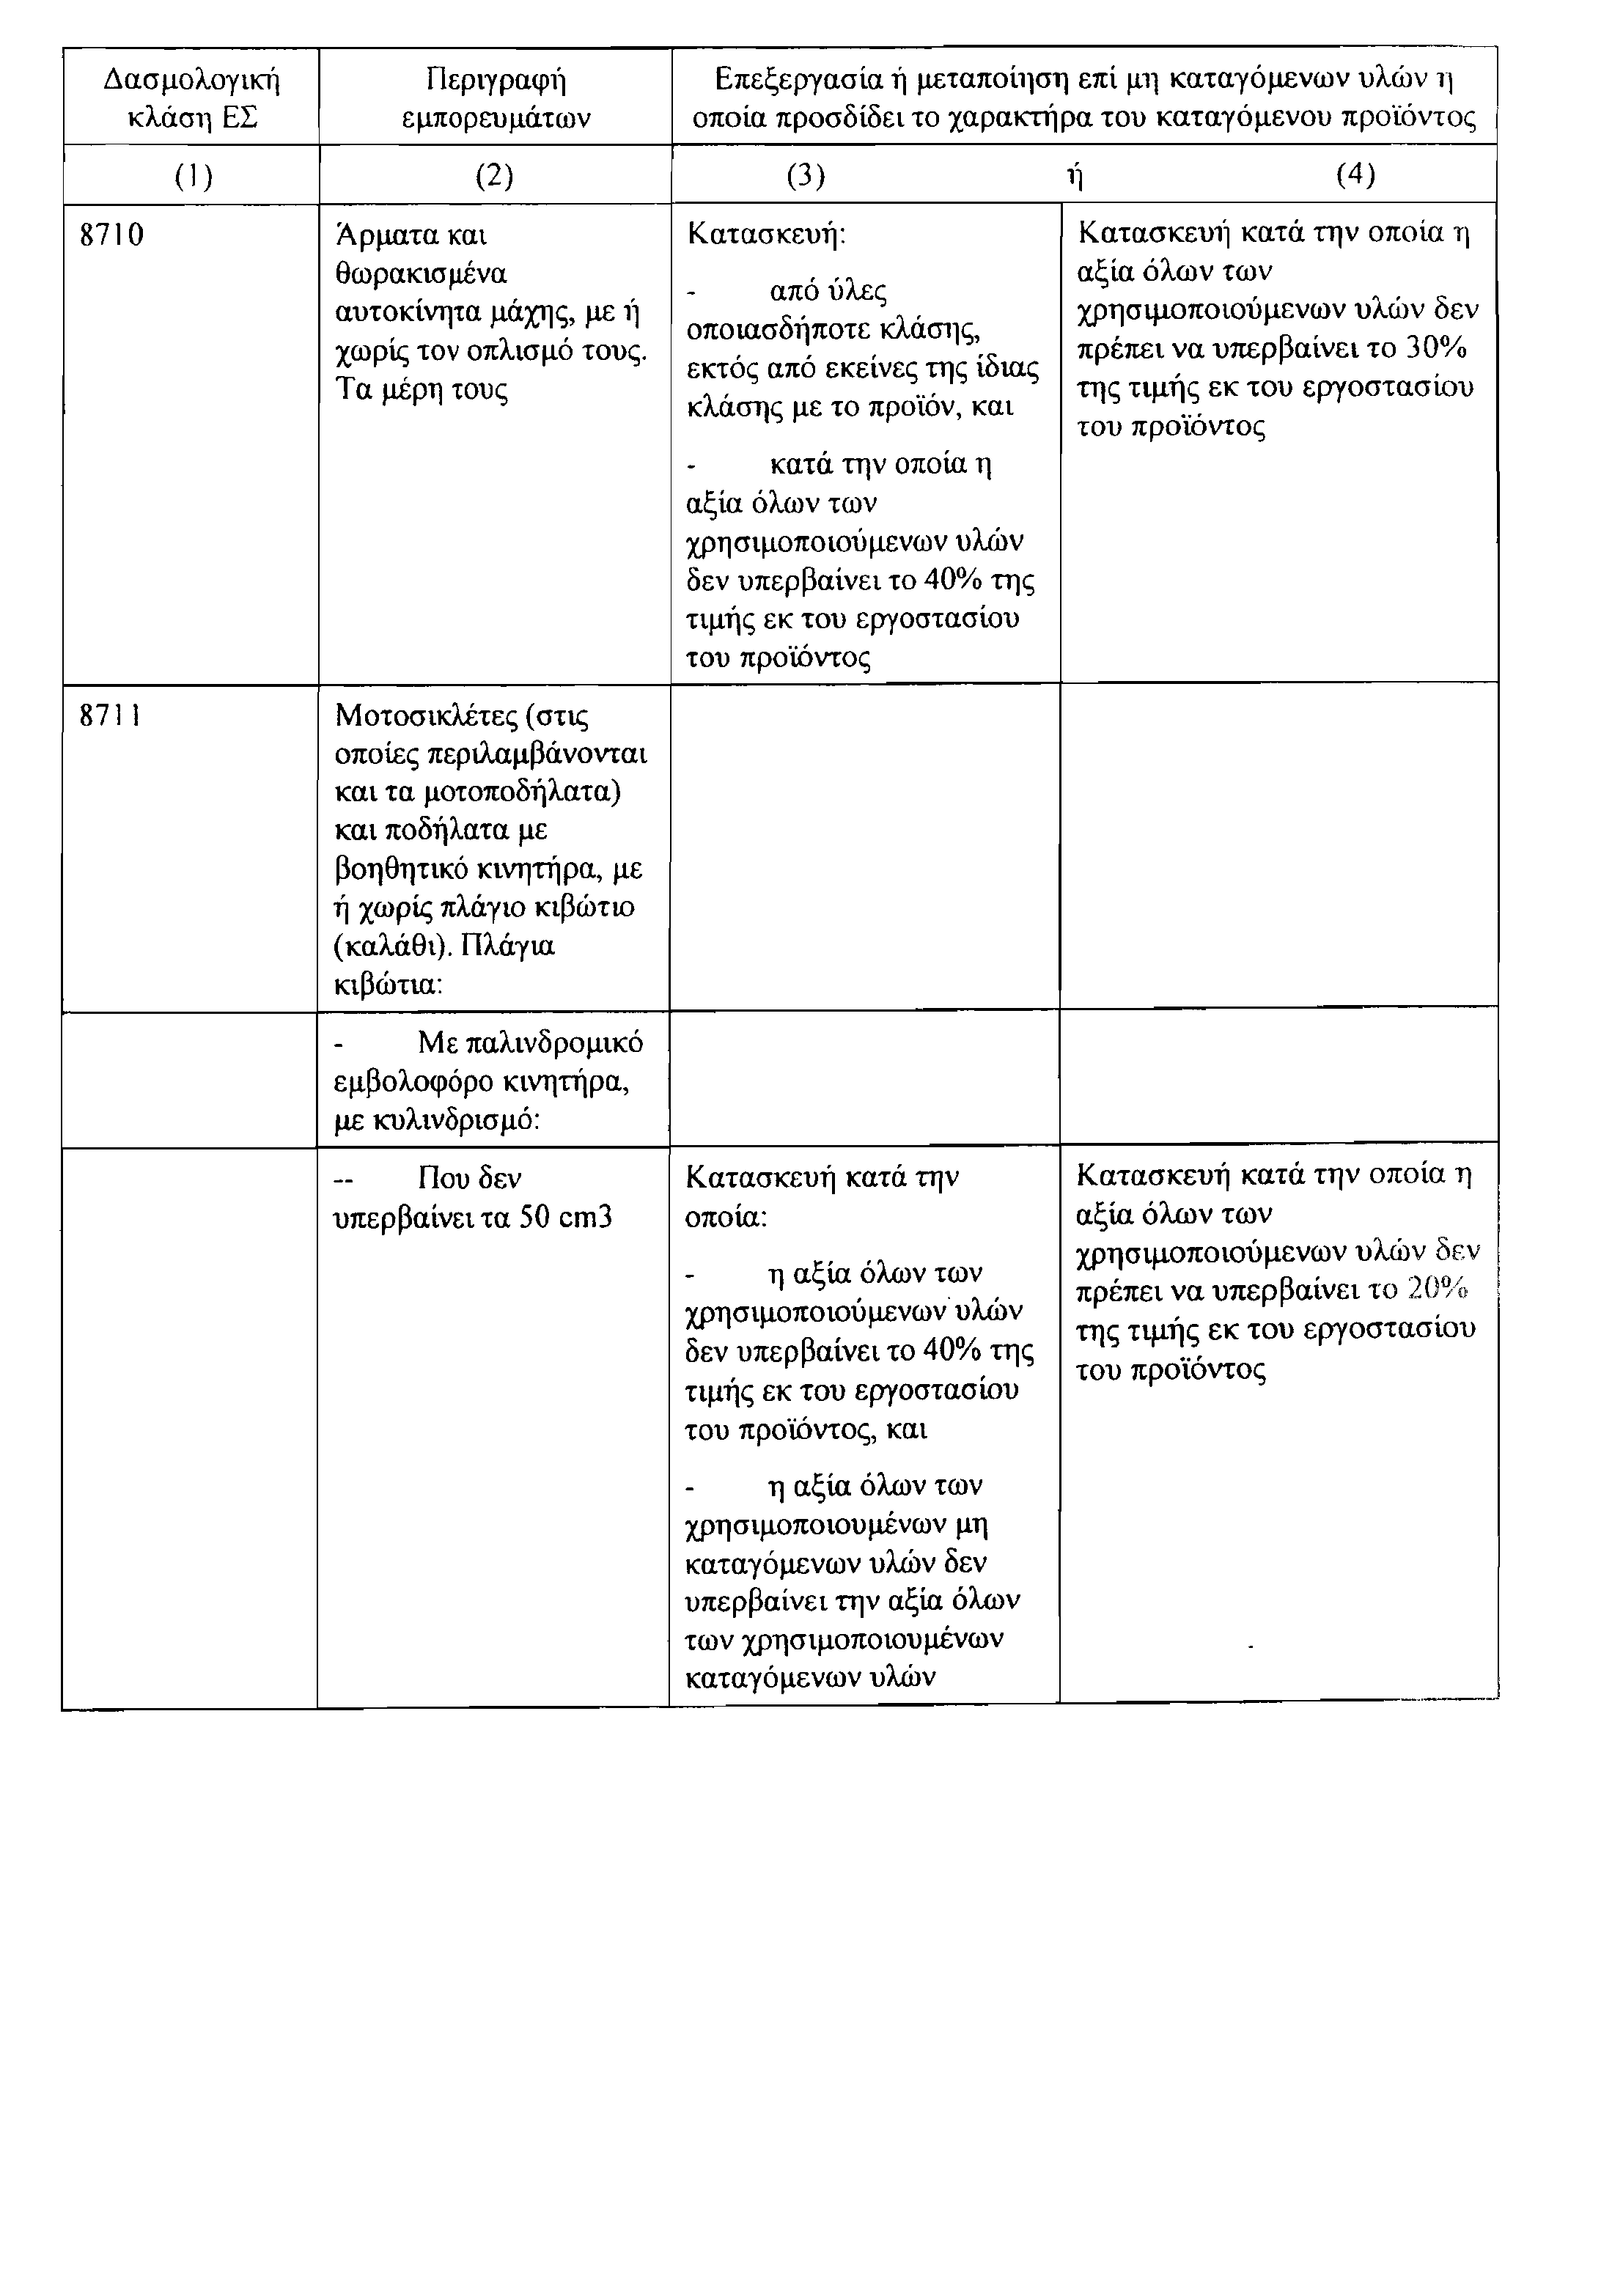 Δασμολογική
κλάση ΕΣ
Περιγραφή
εμπορευμάτων
Επεξεργασία ή μεταποίηση επί μη καταγόμενων υλών η
οποία προσδίδει το χαρακτήρα του καταγόμενου προϊόντος
(1)
(2)
(3) ή (4)
8710
Άρματα και
θωρακισμένα
αυτοκίνητα μάχης, με ή
χωρίς τον οπλισμό τους.
Τα μέρη τους
Κατασκευή:
- από ύλες
οποιασδήποτε κλάσης,
εκτός από εκείνες της ίδιας
κλάσης με το προϊόν, και
- κατά την οποία η
αξία όλων των
χρησιμοποιούμενων υλών
δεν υπερβαίνει το 40% της
τιμής εκ του εργοστασίου
του προϊόντος
Κατασκευή κατά την οποία η
αξία όλων των
χρησιμοποιούμενων υλών δεν
πρέπει να υπερβαίνει το 30%
της τιμής εκ του εργοστασίου
του προϊόντος
8711
Μοτοσικλέτες (στις
οποίες περιλαμβάνονται
και τα μοτοποδήλατα)
και ποδήλατα με
βοηθητικό κινητήρα, με
ή χωρίς πλάγιο κιβώτιο
(καλάθι). Πλάγια
κιβώτια:
- Με παλινδρομικό
εμβολοφόρο κινητήρα,
με κυλινδρισμό:
-- Που δεν
υπερβαίνει τα 50 cm3
Κατασκευή κατά την
οποία:
- η αξία όλων των
χρησιμοποιούμενων υλών
δεν υπερβαίνει το 40% της
τιμής εκ του εργοστασίου
του προϊόντος, και
- η αξία όλων των
χρησιμοποιουμένων μη
καταγόμενων υλών δεν
υπερβαίνει την αξία όλων
των χρησιμοποιουμένων
καταγόμενων υλών
Κατασκευή κατά την οποία η
αξία όλων των
χρησιμοποιούμενων υλών δεν
πρέπει να υπερβαίνει το 20%
της τιμής εκ του εργοστασίου
του προϊόντος